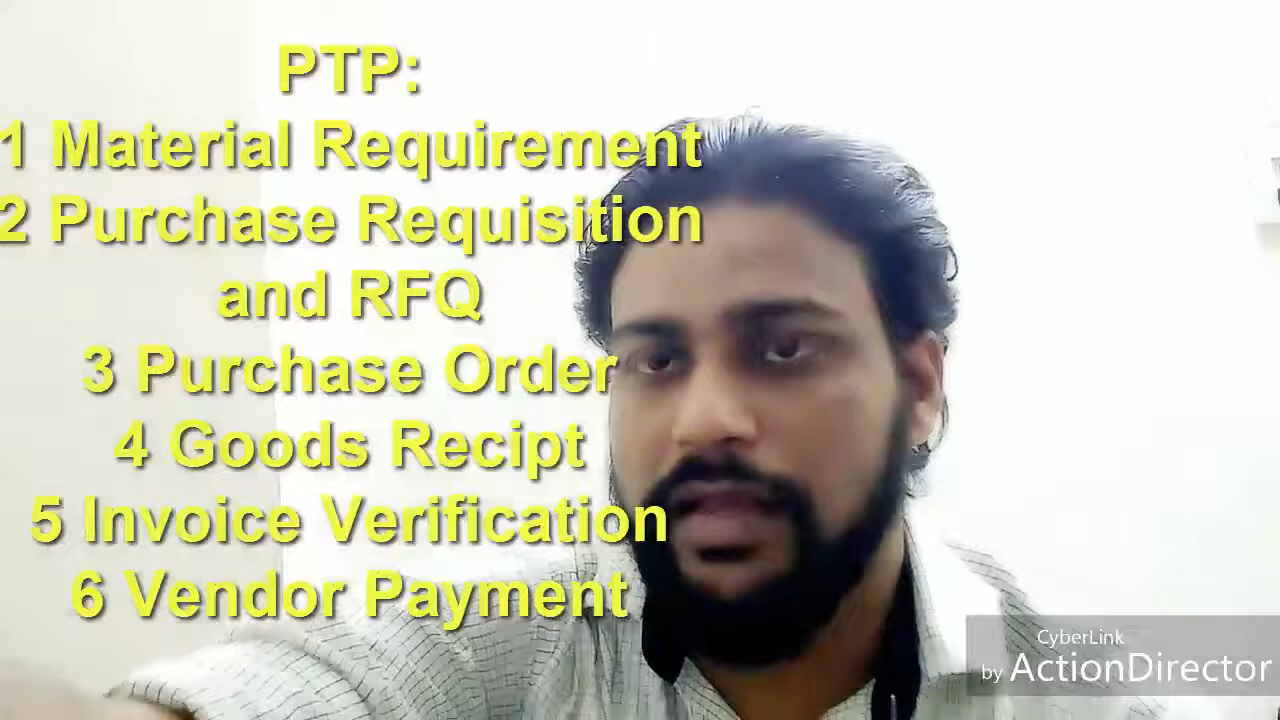 PTP:
1 Material Requirement
2 Purchase Requisition
and RFQ
3 Purchase Order
4 Goods Recipt
5 Invoice Verification
6 Vendor Payment
CyberLink
by ActionDirector